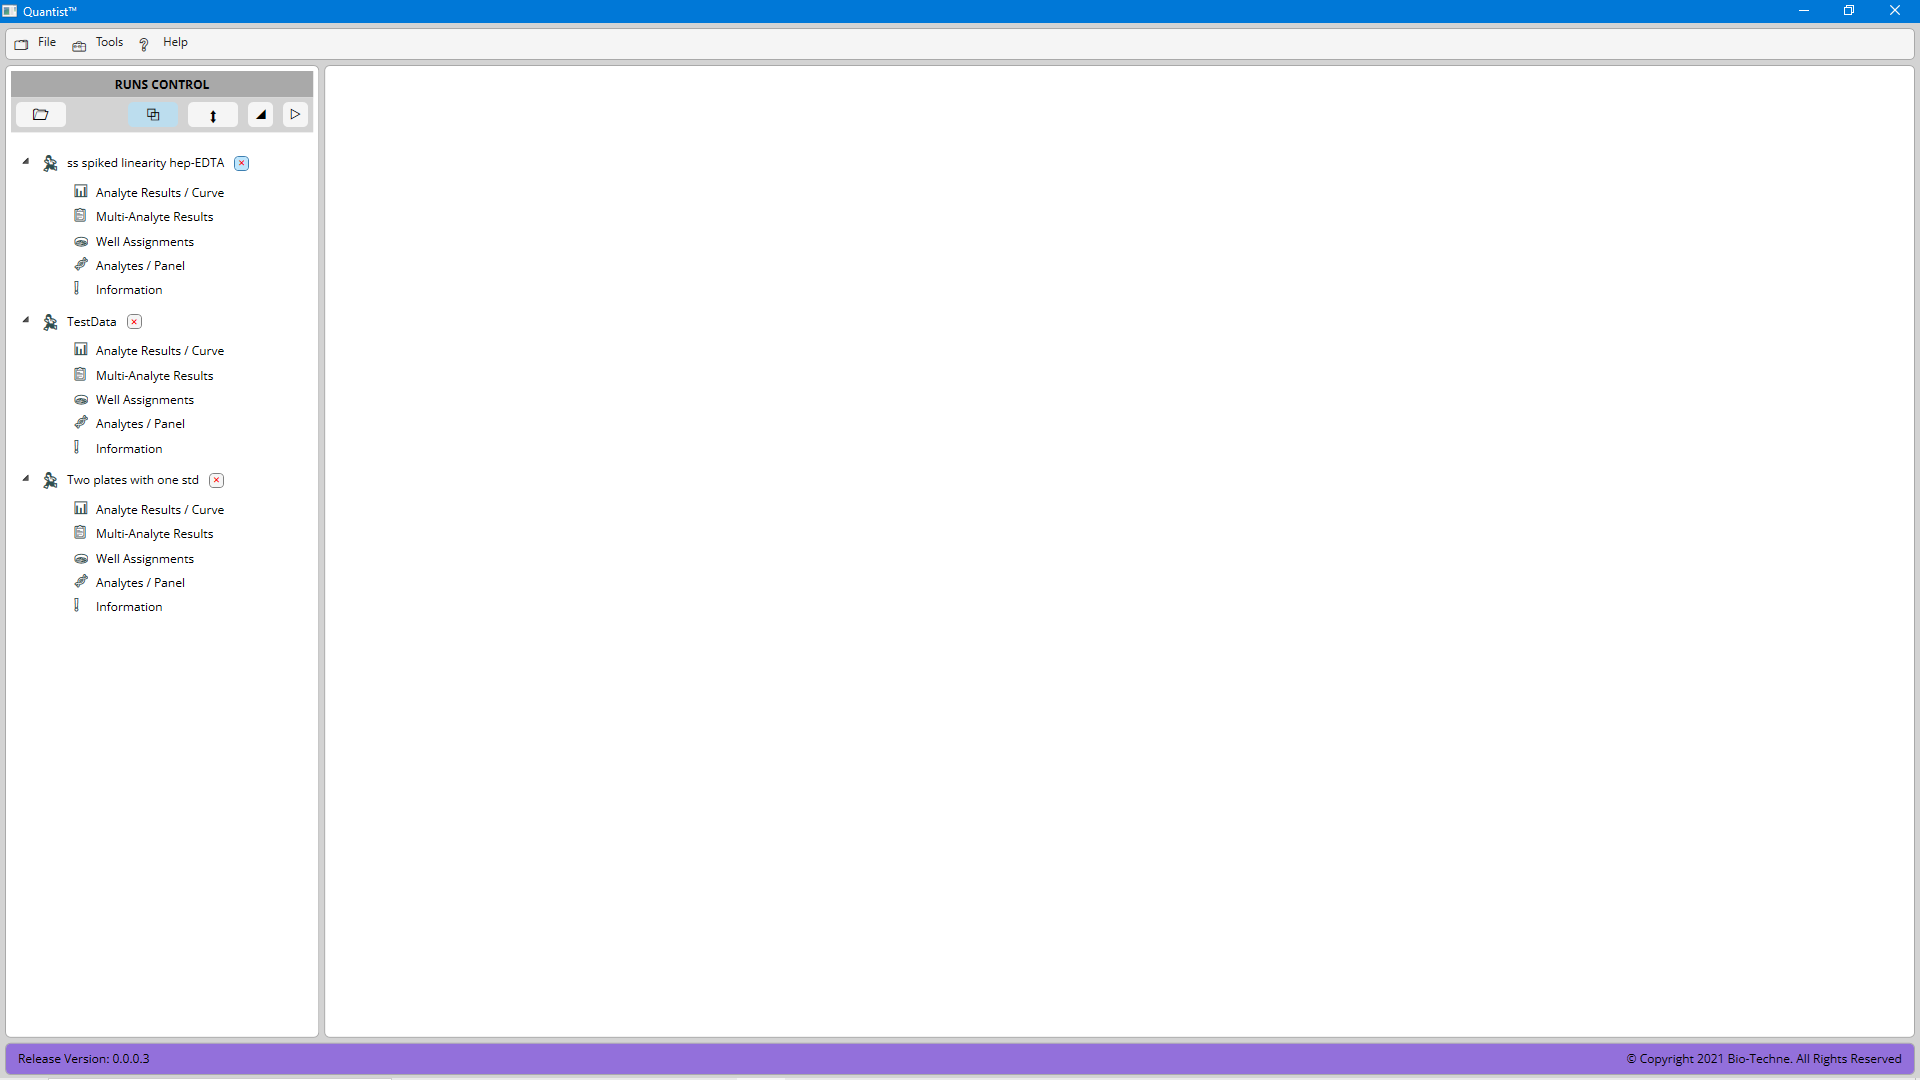 Quantist™
File Tools Help
RUNS CONTROL
ss spiked linearity hep-EDTA
Analyte Results / Curve
Multi-Analyte Results
Well Assignments
Analytes / Panel
Information
TestData
Analyte Results / Curve
Multi-Analyte Results
Well Assignments
Analytes / Panel
Information
Two plates with one std
Analyte Results / Curve
Multi-Analyte Results
Well Assignments
Analytes / Panel
Information
Release Version: 0.0.0.3
© Copyright 2021 Bio-Techne. All Rights Reserved